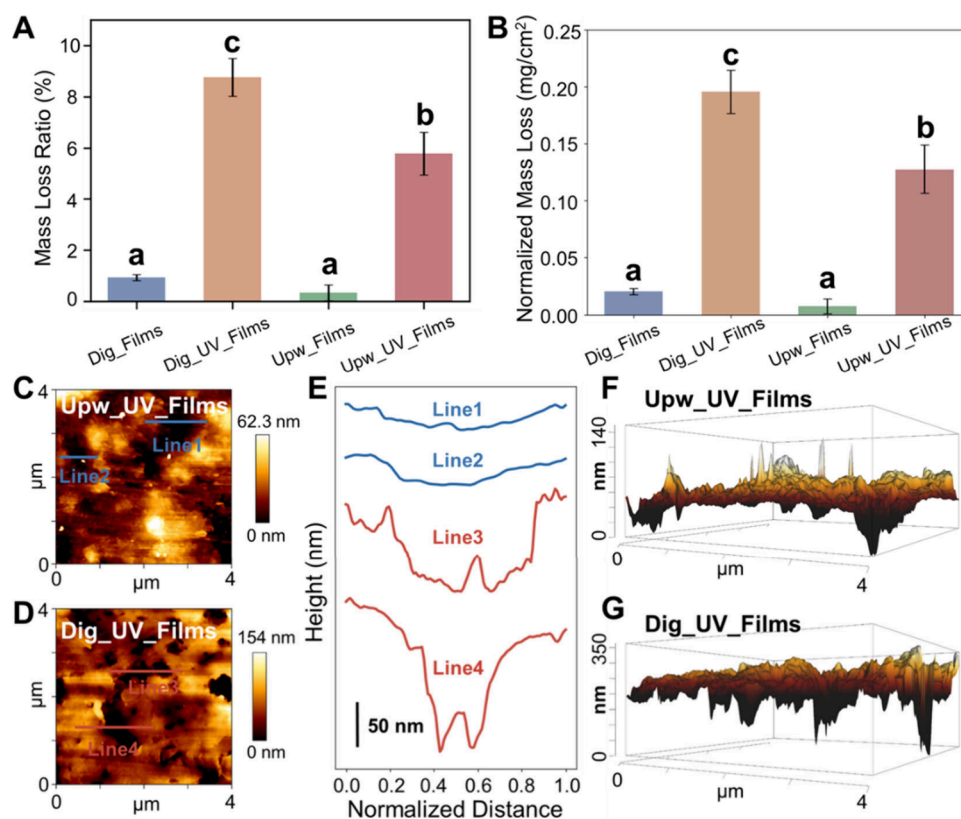 A
Mass Loss Ratio (%)
10
8
6
4
2
0
a
c
a
b
Dig_Films
Dig_UV_Films
Upw_Films
Upw_UV_Films
B
Normalized Mass Loss (mg/cm²)
0.25
0.20
0.15
0.10
0.05
0.00
a
c
a
b
Dig_Films
Dig_UV_Films
Upw_Films
Upw_UV_Films
C
4
μm
0
Upw_UV_Films
Line1
Line2
0
μm
4
62.3 nm
0 nm
D
4
μm
0
Dig_UV_Films
Line3
Line4
0
μm
4
154 nm
0 nm
E
Height (nm)
Line1
Line2
Line3
Line4
50 nm
0.0 0.2 0.4 0.6 0.8 1.0
Normalized Distance
F
Upw_UV_Films
140
nm
0
0
μm
4
G
Dig_UV_Films
350
nm
0
0
μm
4